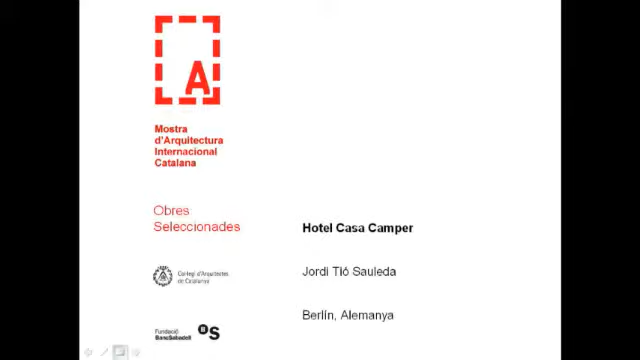 A
Mostra
d'Arquitectura
Internacional
Catalana
Obres
Seleccionades
Hotel Casa Camper
Jordi Tió Sauleda
Berlín, Alemanya
Col·legi d'Arquitectes
de Catalunya
Fundació
BancSabadell
BS